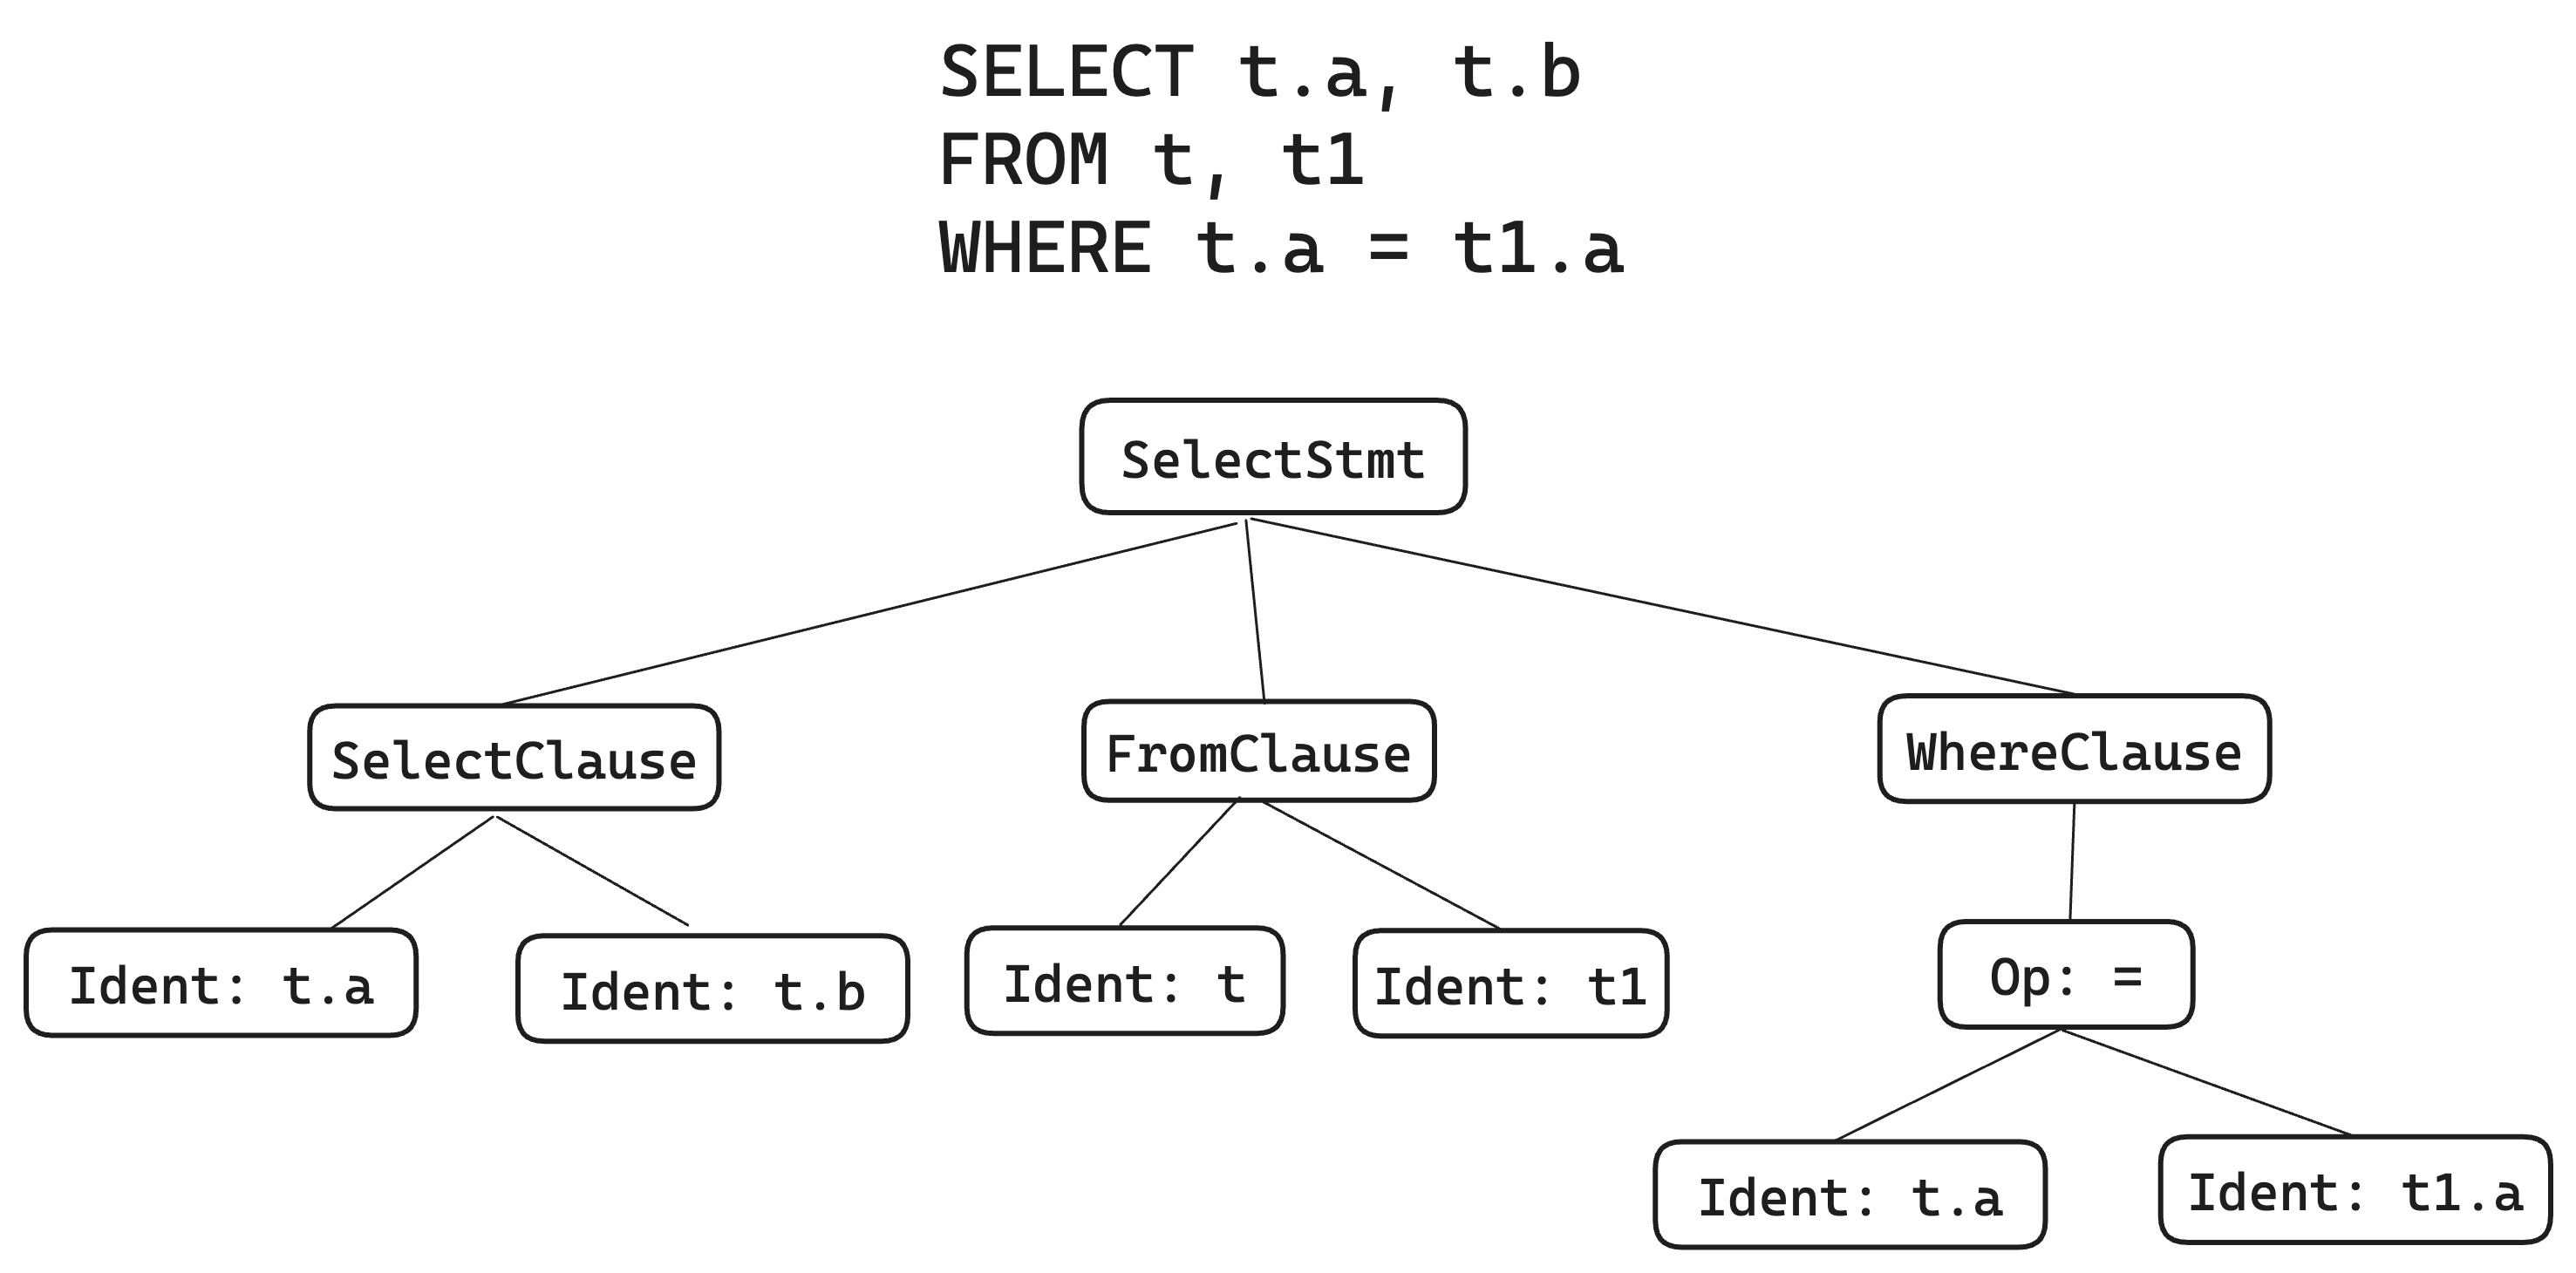 SELECT t.a, t.b
FROM t, t1
WHERE t.a = t1.a
SelectStmt
SelectClause
FromClause
WhereClause
Ident: t.a
Ident: t.b
Ident: t
Ident: t1
Op: =
Ident: t.a
Ident: t1.a